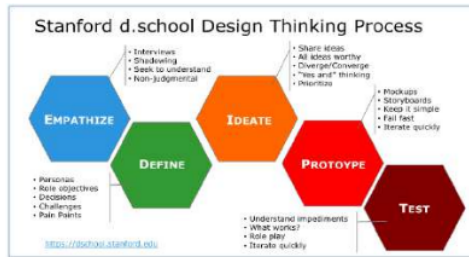 Stanford d.school Design Thinking Process
• Interviews
• Shadowing
• Seek to understand
• Non-judgmental
EMPATHIZE
• Personas
• Role objectives
• Decisions
• Challenges
• Pain Points
DEFINE
• Share ideas
• All ideas worthy
• Diverge/Converge
• "Yes and" thinking
• Prioritize
IDEATE
• Mockups
• Storyboards
• Keep it simple
• Fail fast
• Iterate quickly
PROTOYPE
• Understand impediments
• What works?
• Role play
• Iterate quickly
TEST
https://dschool.stanford.edu